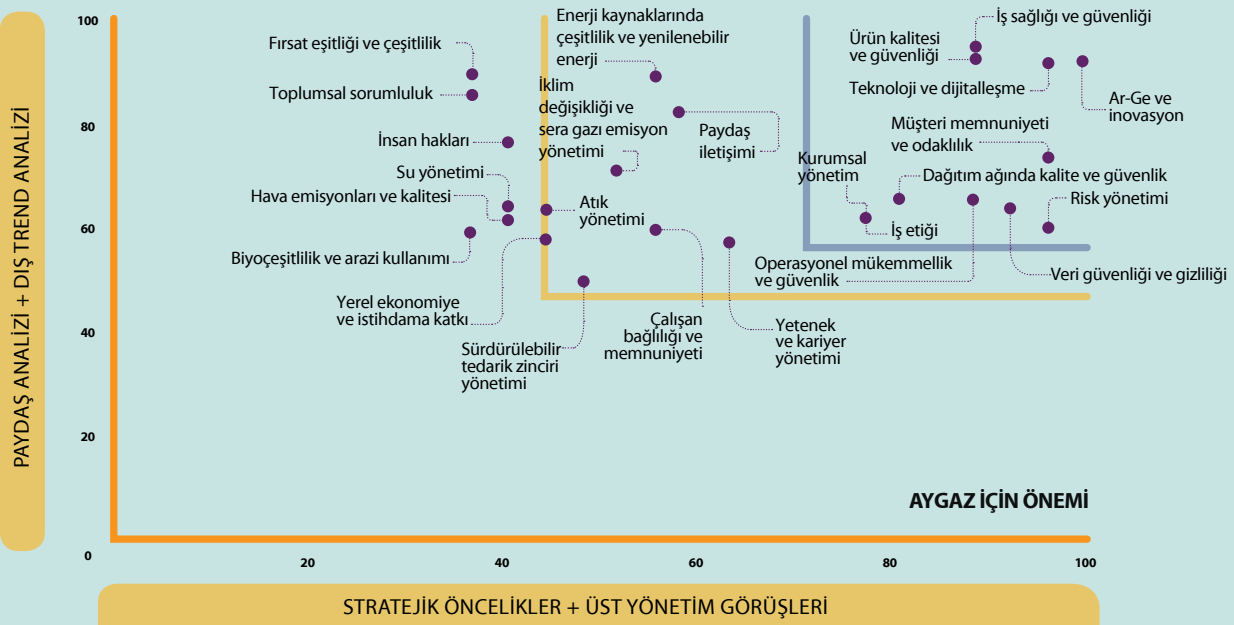 PAYDAŞ ANALİZİ + DIŞ TREND ANALİZİ
100
80
60
40
20
0
20
40
60
80
100
Fırsat eşitliği ve çeşitlilik
Toplumsal sorumluluk
İnsan hakları
Su yönetimi
Hava emisyonları ve kalitesi
Biyoçeşitlilik ve arazi kullanımı
Yerel ekonomiye
ve istihdama katkı
Enerji kaynaklarında
çeşitlilik ve yenilenebilir
enerji
İklim
değişikliği ve
sera gazı emisyon
yönetimi
Paydaş
iletişimi
Atık
yönetimi
Sürdürülebilir
tedarik zinciri
yönetimi
Çalışan
bağlılığı ve
memnuniyeti
Yetenek
ve kariyer
yönetimi
İş sağlığı ve güvenliği
Ürün kalitesi
ve güvenliği
Teknoloji ve dijitalleşme
Ar-Ge ve
inovasyon
Müşteri memnuniyeti
ve odaklılık
Kurumsal
yönetim
Dağıtım ağında kalite ve güvenlik
Risk yönetimi
İş etiği
Operasyonel mükemmellik
ve güvenlik
Veri güvenliği ve gizliliği
AYGAZ İÇİN ÖNEMİ
STRATEJİK ÖNCELİKLER + ÜST YÖNETİM GÖRÜŞLERİ